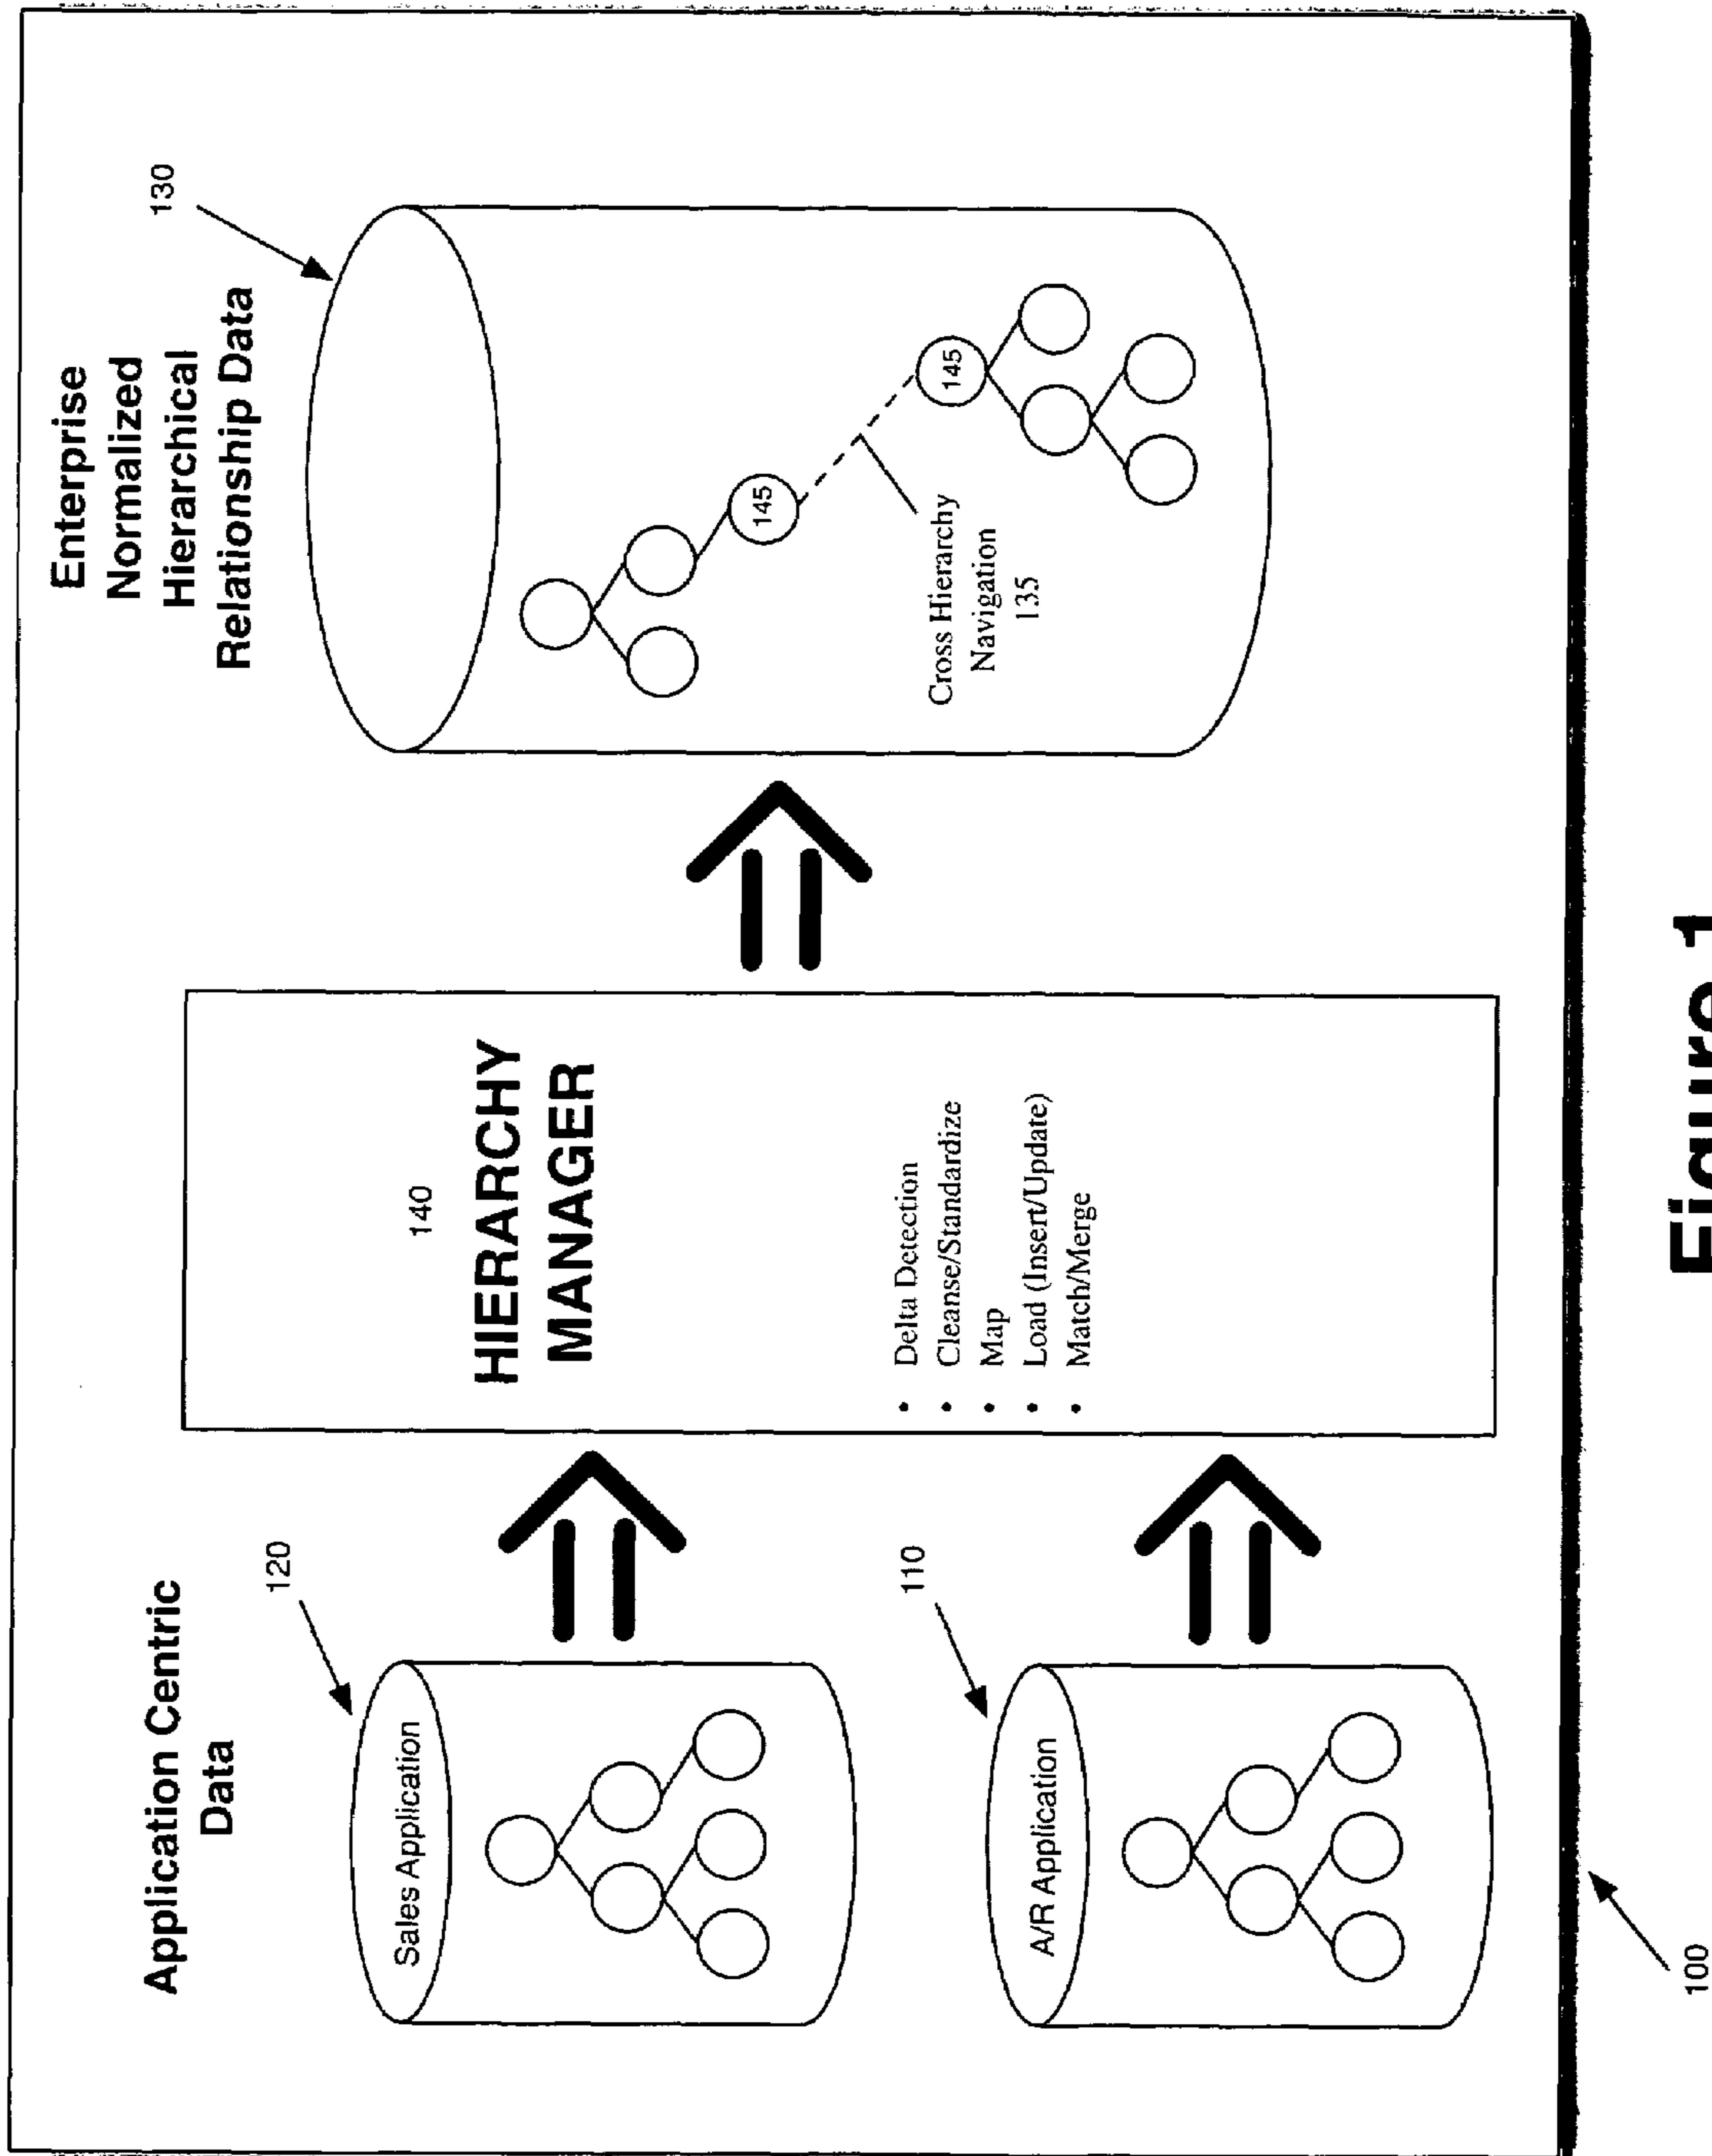 Application Centric
Data
120
Sales Application
110
A/R Application
100
140
HIERARCHY
MANAGER
• Delta Detection
• Cleanse/Standardize
• Map
• Load (Insert/Update)
• Match/Merge
Enterprise
Normalized
Hierarchical
Relationship Data
130
145
145
Cross Hierarchy
Navigation
135
Figure 1